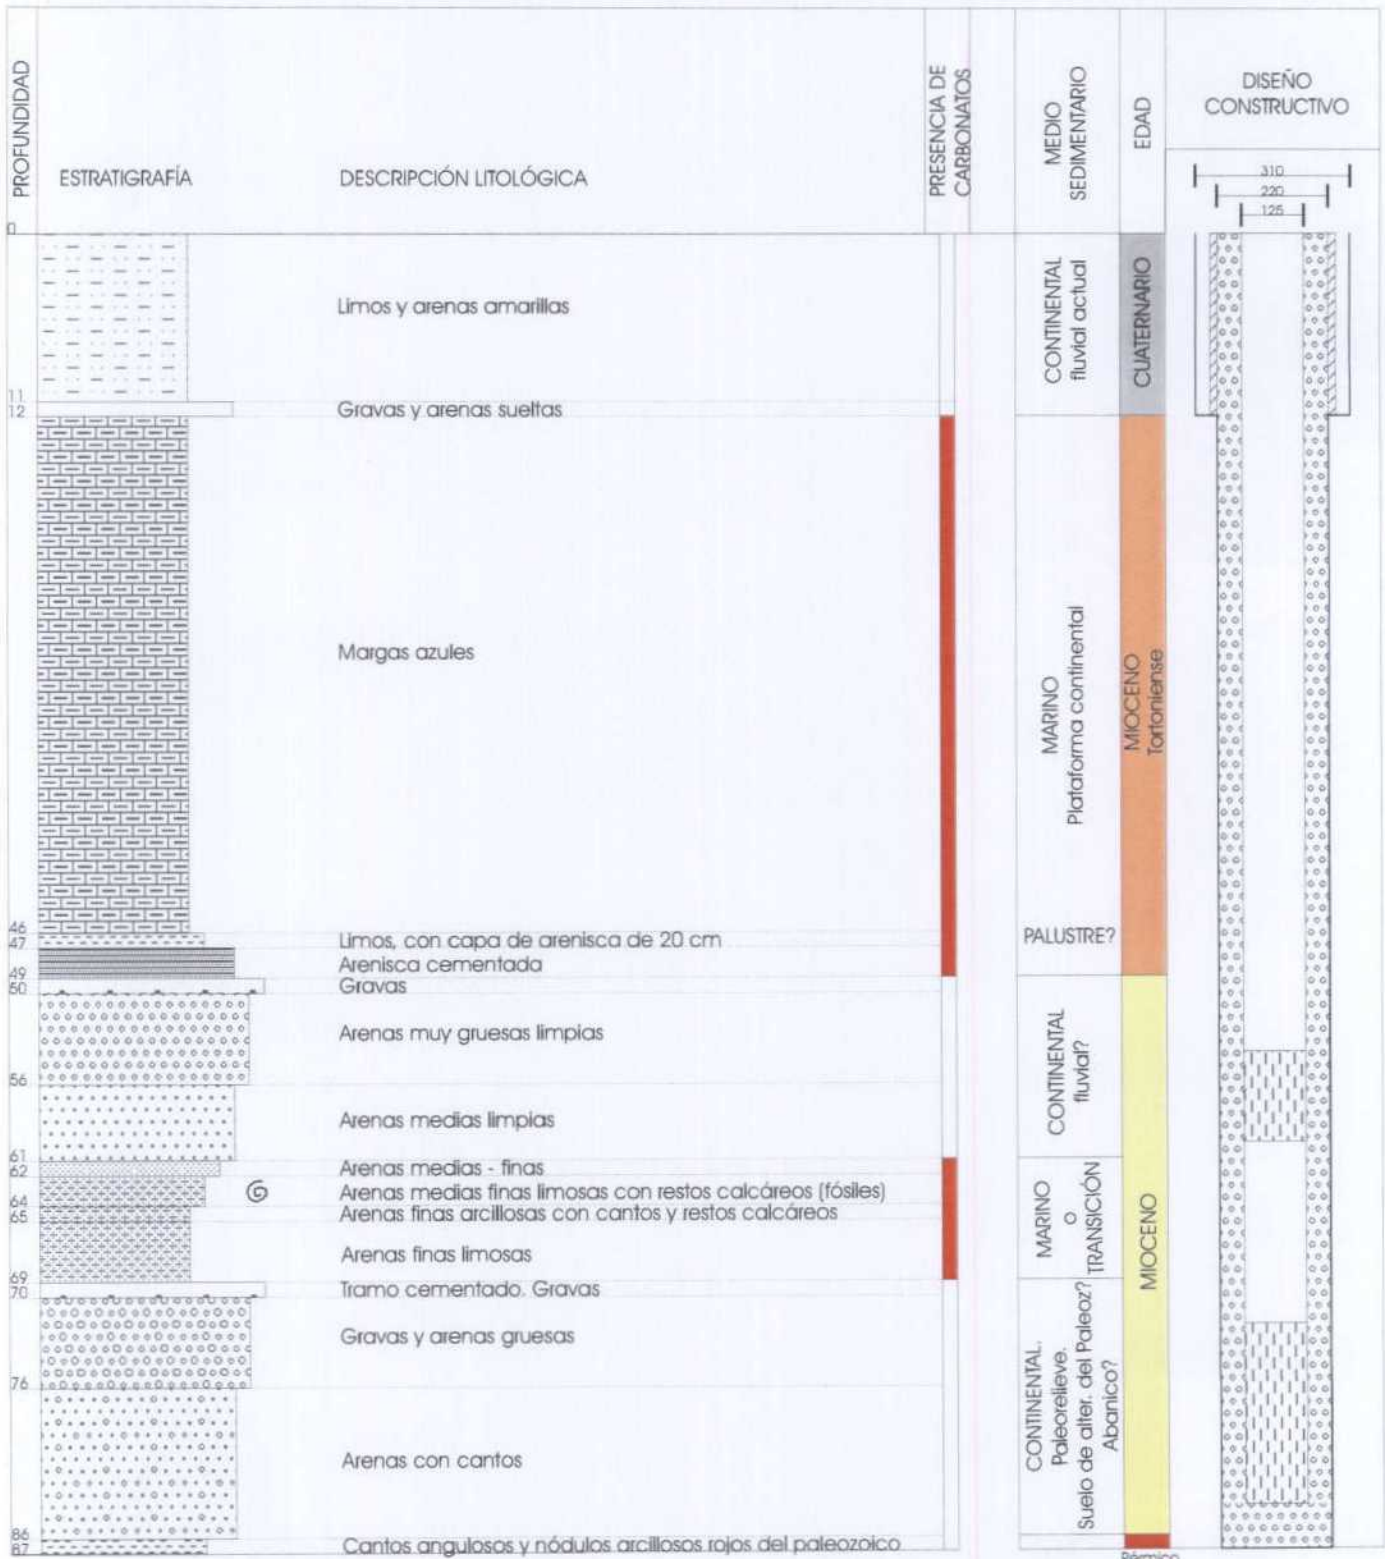 PROFUNDIDAD
ESTRATIGRAFÍA
DESCRIPCIÓN LITOLÓGICA
PRESENCIA DE
CARBONATOS
MEDIO
SEDIMENTARIO
EDAD
DISEÑO
CONSTRUCTIVO
310
220
125
0
Limos y arenas amarillas
CONTINENTAL
fluvial actual
CUATERNARIO
11
12
Gravas y arenas sueltas
Margas azules
MARINO
Plataforma continental
MIOCENO
Tortoniense
46
47
Limos, con capa de arenisca de 20 cm
PALUSTRE?
Arenisca cementada
49
50
Gravas
Arenas muy gruesas limpias
CONTINENTAL
fluvial?
56
Arenas medias limpias
61
62
Arenas medias - finas
Arenas medias finas limosas con restos calcáreos (fósiles)
64
65
Arenas finas arcillosas con cantos y restos calcáreos
MARINO
O
TRANSICIÓN
MIOCENO
Arenas finas limosas
69
70
Tramo cementado. Gravas
Gravas y arenas gruesas
76
CONTINENTAL.
Paleorelieve.
Suelo de alter. del Paleoz?
Abanico?
Arenas con cantos
86
87
Cantos angulosos y nódulos arcillosos rojos del paleozoico
Pérmico